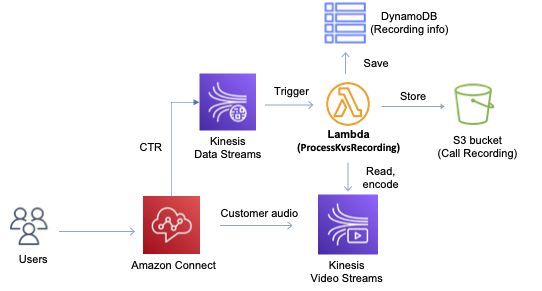 DynamoDB
(Recording info)
Save
Trigger
Store
Lambda
(ProcessKvsRecording)
Kinesis
Data Streams
S3 bucket
(Call Recording)
CTR
Read,
encode
Customer audio
Users
Amazon Connect
Kinesis
Video Streams